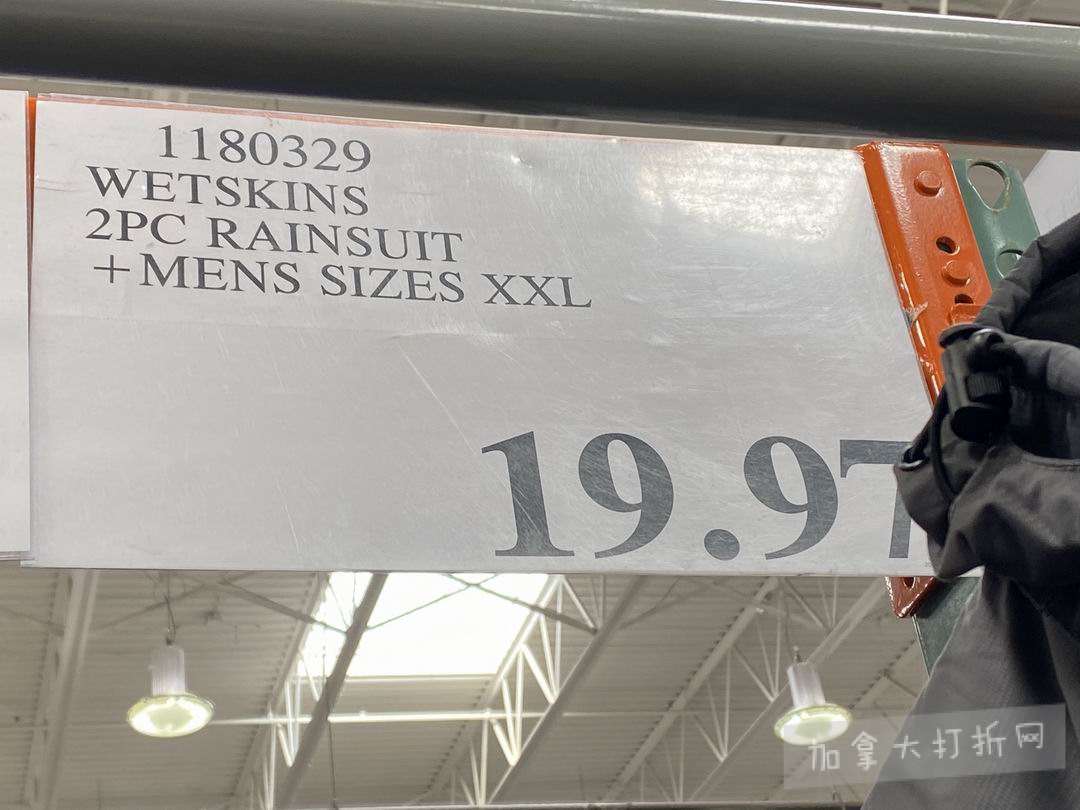 1180329
WETSKINS
2PC RAINSUIT
+MENS SIZES XXL
19.97
加拿大打折网